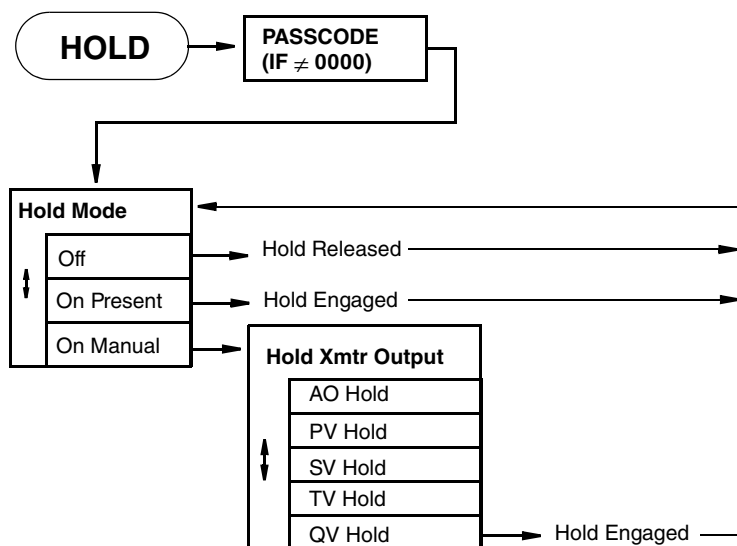 HOLD
PASSCODE
(IF ≠ 0000)
Hold Mode
Off
Hold Released
On Present
Hold Engaged
On Manual
Hold Xmtr Output
AO Hold
PV Hold
SV Hold
TV Hold
QV Hold
Hold Engaged